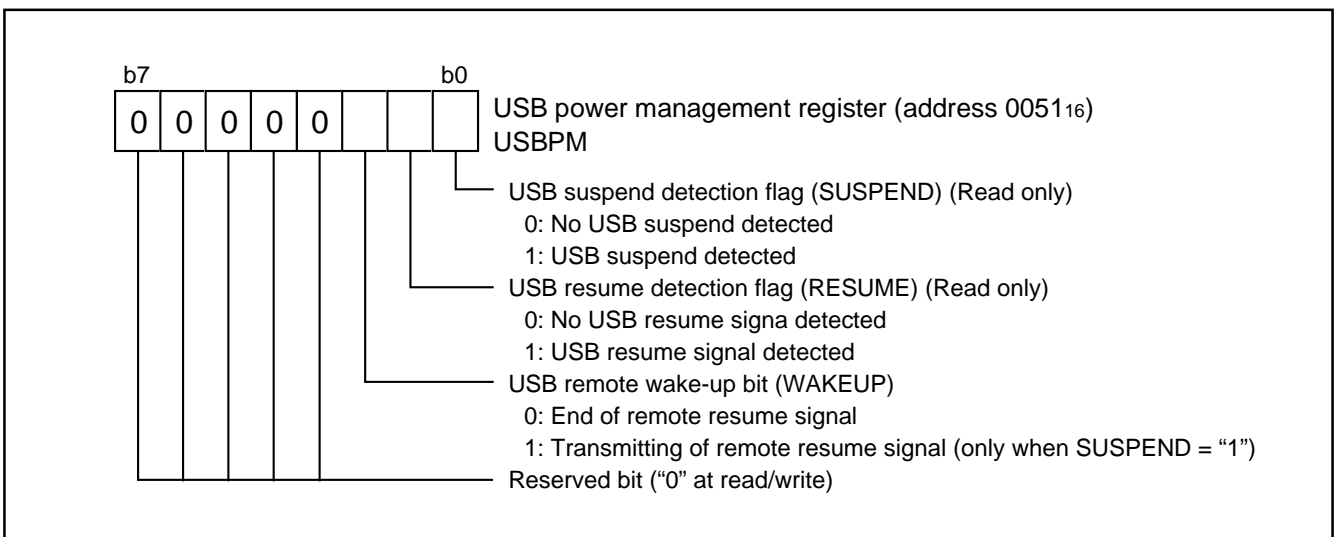 b7 b0
0 0 0 0 0
USB power management register (address 005116)
USBPM
USB suspend detection flag (SUSPEND) (Read only)
0: No USB suspend detected
1: USB suspend detected
USB resume detection flag (RESUME) (Read only)
0: No USB resume signa detected
1: USB resume signal detected
USB remote wake-up bit (WAKEUP)
0: End of remote resume signal
1: Transmitting of remote resume signal (only when SUSPEND = “1”)
Reserved bit (“0” at read/write)